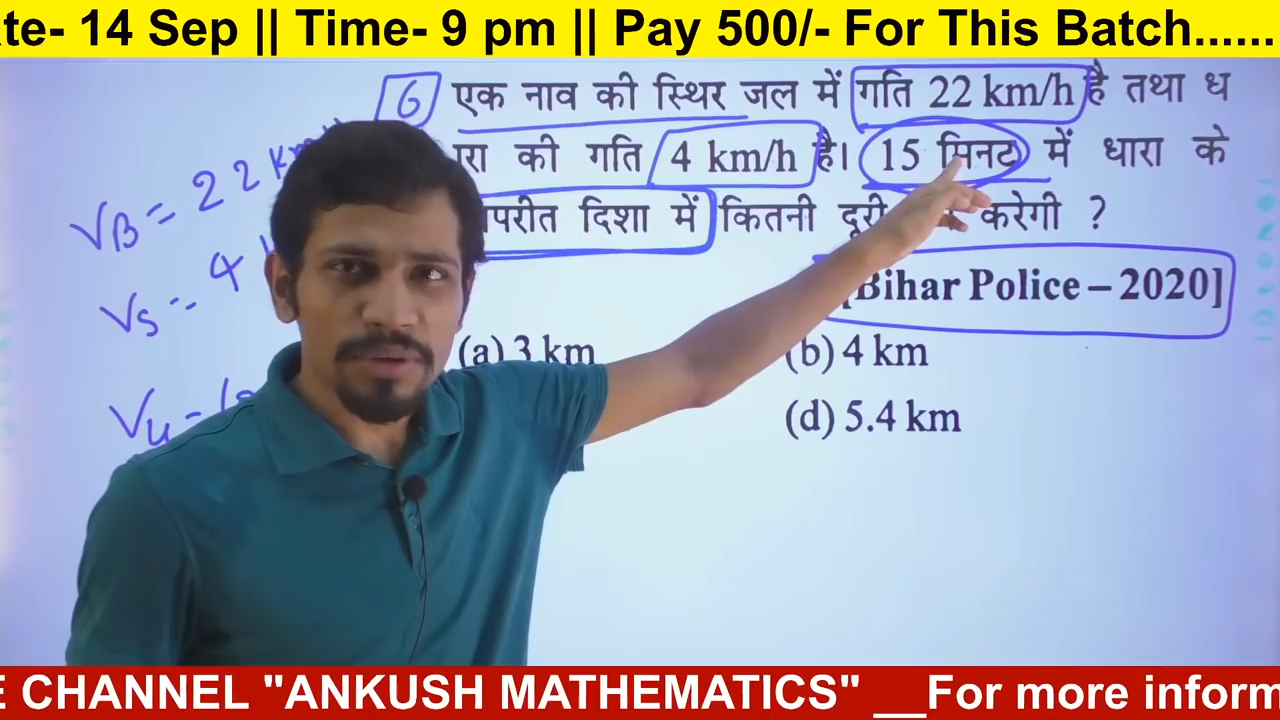 te- 14 Sep || Time- 9 pm || Pay 500/- For This Batch......
6 एक नाव की स्थिर जल में गति 22 km/h है तथा ध
रा की गति 4 km/h है। 15 मिनट में धारा के
परीत दिशा में कितनी दूरी करेगी ?
[Bihar Police – 2020]
(a) 3 km (b) 4 km
(d) 5.4 km
VB = 22 km
VS = 4
Vu =
E CHANNEL "ANKUSH MATHEMATICS" __For more inform